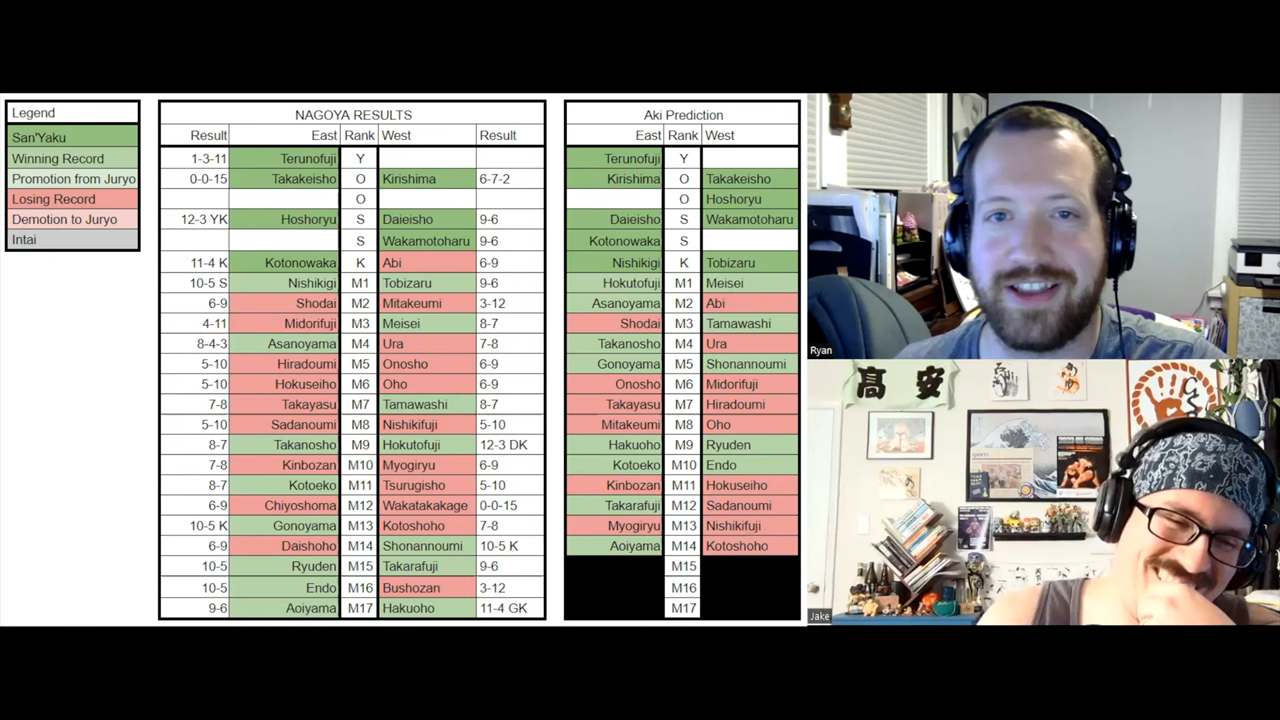 Legend
San'Yaku
Winning Record
Promotion from Juryo
Losing Record
Demotion to Juryo
Intai
NAGOYA RESULTS
Result East Rank West Result
1-3-11 Terunofuji Y
0-0-15 Takakeisho O Kirishima 6-7-2
O
12-3 YK Hoshoryu S Daieisho 9-6
S Wakamotoharu 9-6
11-4 K Kotonowaka K Abi 6-9
10-5 S Nishikigi M1 Tobizaru 9-6
6-9 Shodai M2 Mitakeumi 3-12
4-11 Midorifuji M3 Meisei 8-7
8-4-3 Asanoyama M4 Ura 7-8
5-10 Hiradoumi M5 Onosho 6-9
5-10 Hokuseiho M6 Oho 6-9
7-8 Takayasu M7 Tamawashi 8-7
5-10 Sadanoumi M8 Nishikifuji 5-10
8-7 Takanosho M9 Hokutofuji 12-3 DK
7-8 Kinbozan M10 Myogiryu 6-9
8-7 Kotoeko M11 Tsurugisho 5-10
6-9 Chiyoshoma M12 Wakatakakage 0-0-15
10-5 K Gonoyama M13 Kotoshoho 7-8
6-9 Daishoho M14 Shonannoumi 10-5 K
10-5 Ryuden M15 Takarafuji 9-6
10-5 Endo M16 Bushozan 3-12
9-6 Aoiyama M17 Hakuoho 11-4 GK
Aki Prediction
East Rank West
Terunofuji Y
Kirishima O Takakeisho
O Hoshoryu
Daieisho S Wakamotoharu
Kotonowaka S
Nishikigi K Tobizaru
Hokutofuji M1 Meisei
Asanoyama M2 Abi
Shodai M3 Tamawashi
Takanosho M4 Ura
Gonoyama M5 Shonannoumi
Onosho M6 Midorifuji
Takayasu M7 Hiradoumi
Mitakeumi M8 Oho
Hakuoho M9 Ryuden
Kotoeko M10 Endo
Kinbozan M11 Hokuseiho
Takarafuji M12 Sadanoumi
Myogiryu M13 Nishikifuji
Aoiyama M14 Kotoshoho
M15
M16
M17
Ryan
高安
Jake